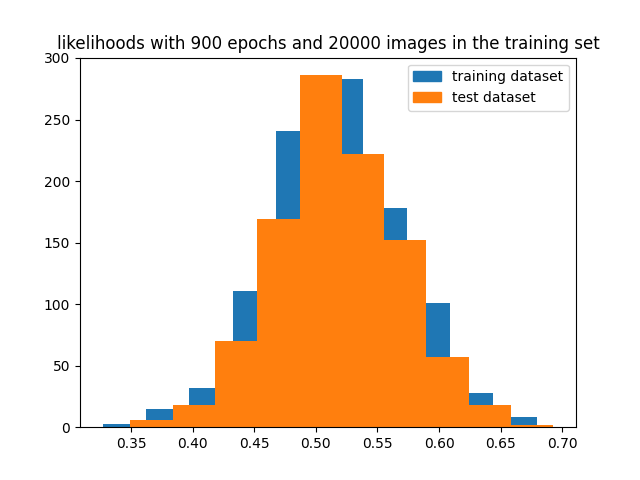 likelihoods with 900 epochs and 20000 images in the training set
training dataset
test dataset
300
250
200
150
100
50
0
0.35 0.40 0.45 0.50 0.55 0.60 0.65 0.70